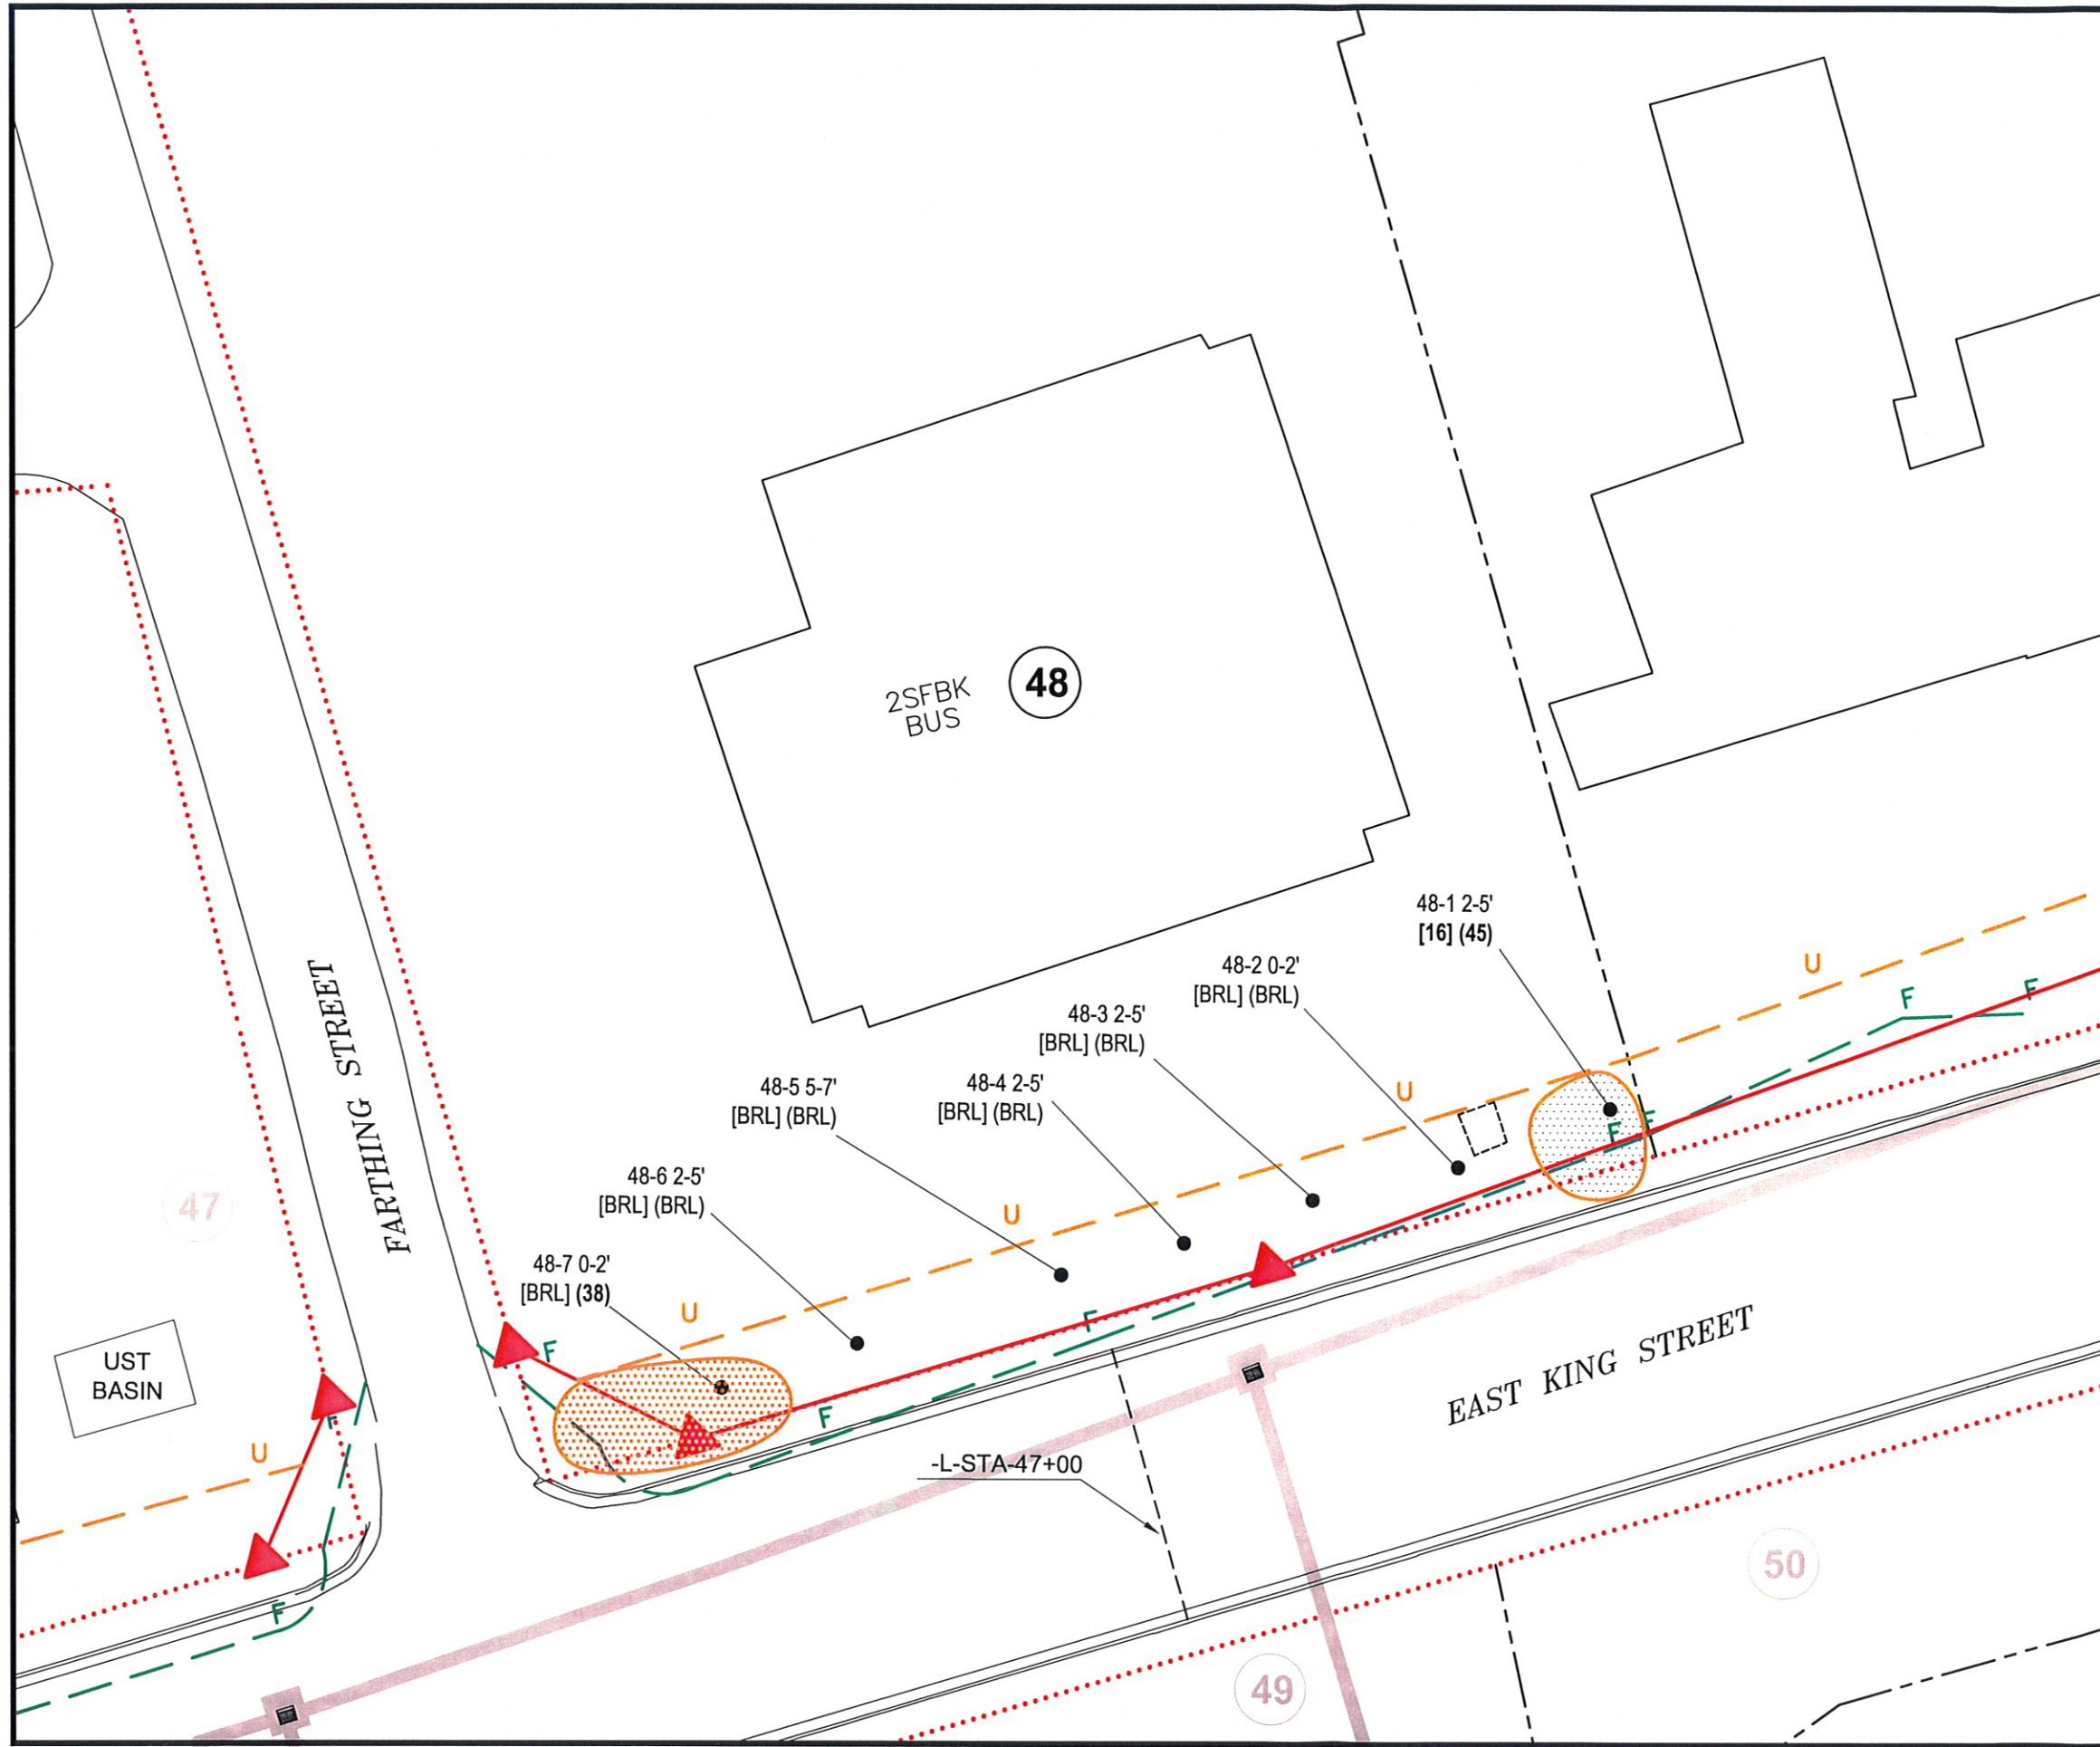 2SFBK
BUS
48
48-1 2-5'
[16] (45)
48-2 0-2'
[BRL] (BRL)
48-3 2-5'
[BRL] (BRL)
48-4 2-5'
[BRL] (BRL)
48-5 5-7'
[BRL] (BRL)
48-6 2-5'
[BRL] (BRL)
48-7 0-2'
[BRL] (38)
FARTHING STREET
47
UST
BASIN
U
U
U
U
U
F
F
F
F
F
F
F
F
F
-L-STA-47+00
EAST KING STREET
49
50